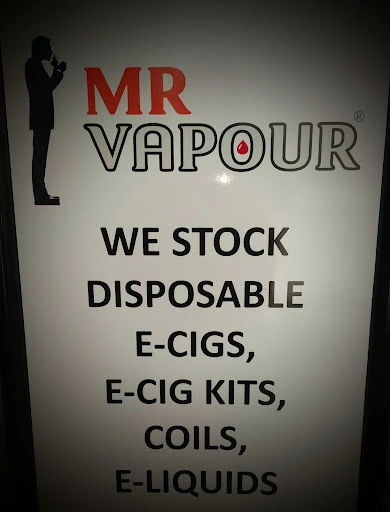 MR
VAPOUR®
WE STOCK
DISPOSABLE
E-CIGS,
E-CIG KITS,
COILS,
E-LIQUIDS